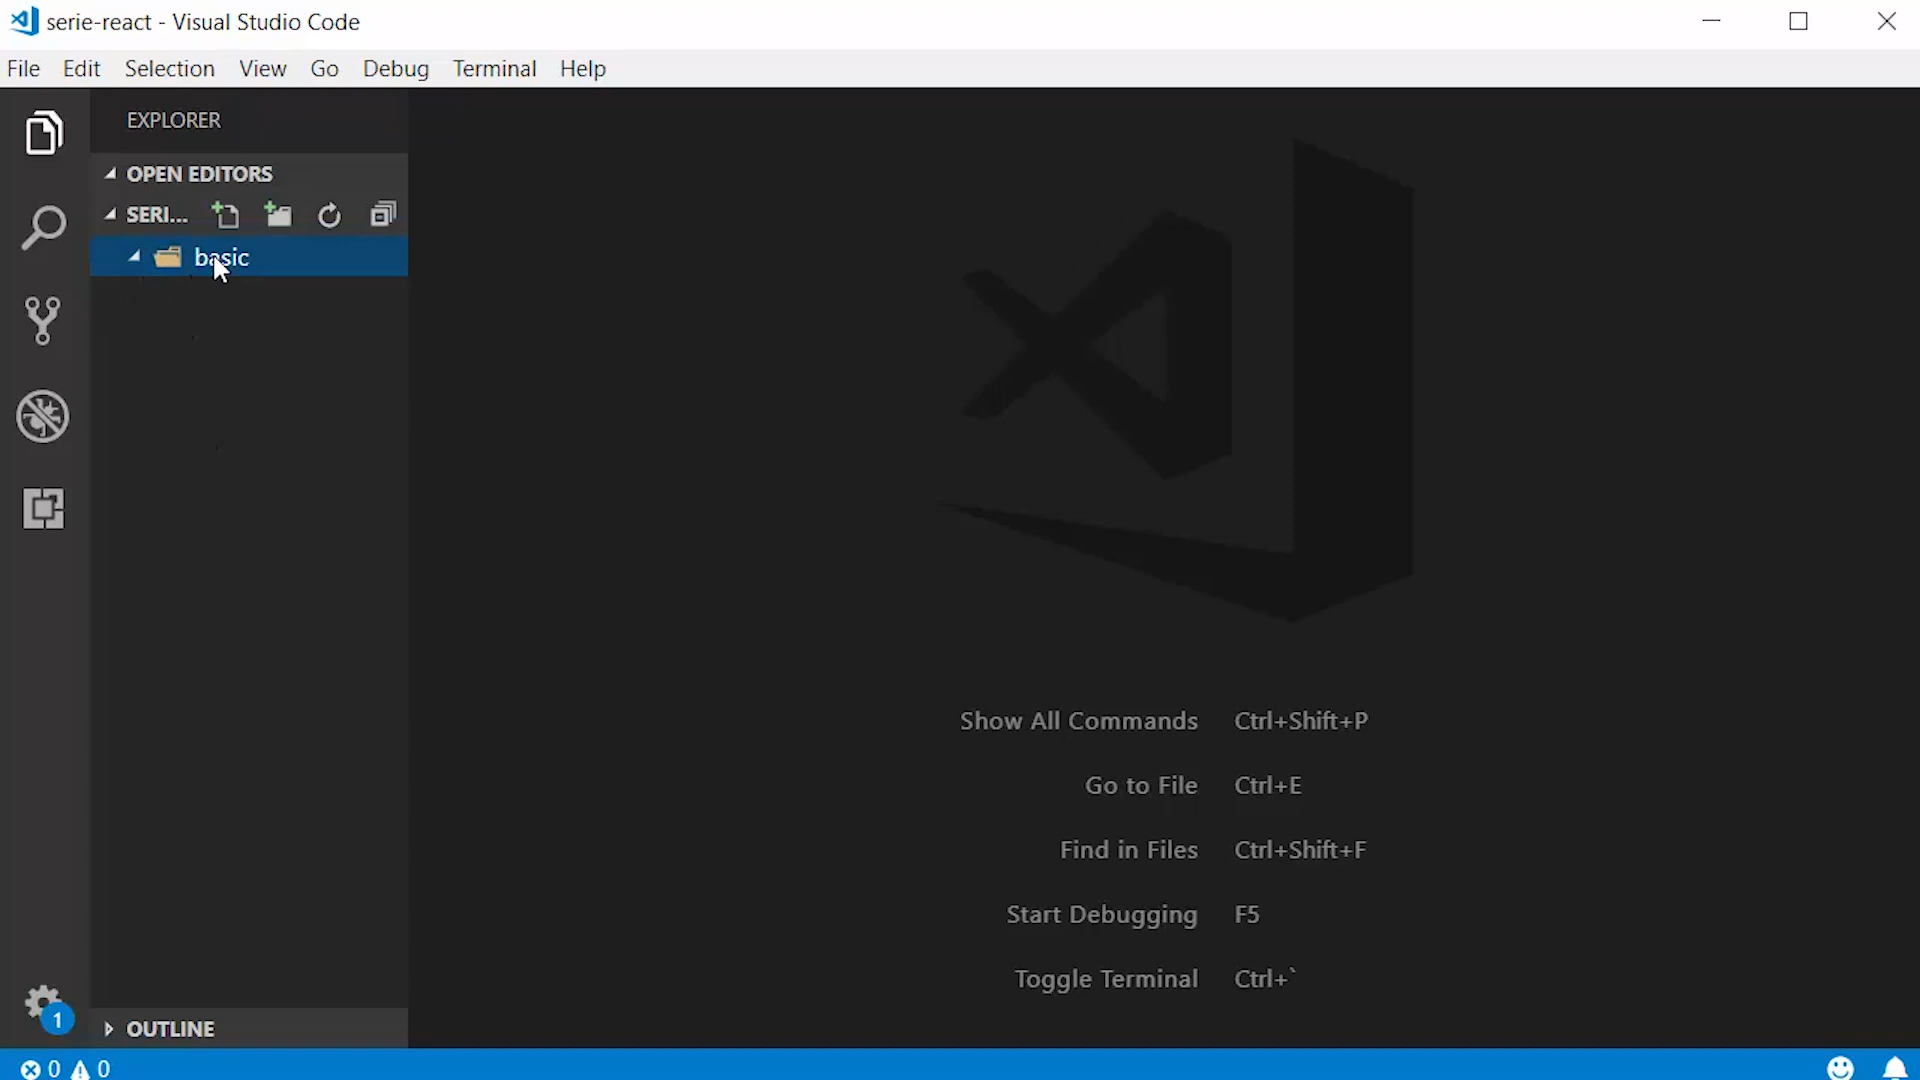 serie-react - Visual Studio Code
File Edit Selection View Go Debug Terminal Help
EXPLORER
OPEN EDITORS
SERI...
basic
Show All Commands Ctrl+Shift+P
Go to File Ctrl+E
Find in Files Ctrl+Shift+F
Start Debugging F5
Toggle Terminal Ctrl+`
1
OUTLINE
0 0